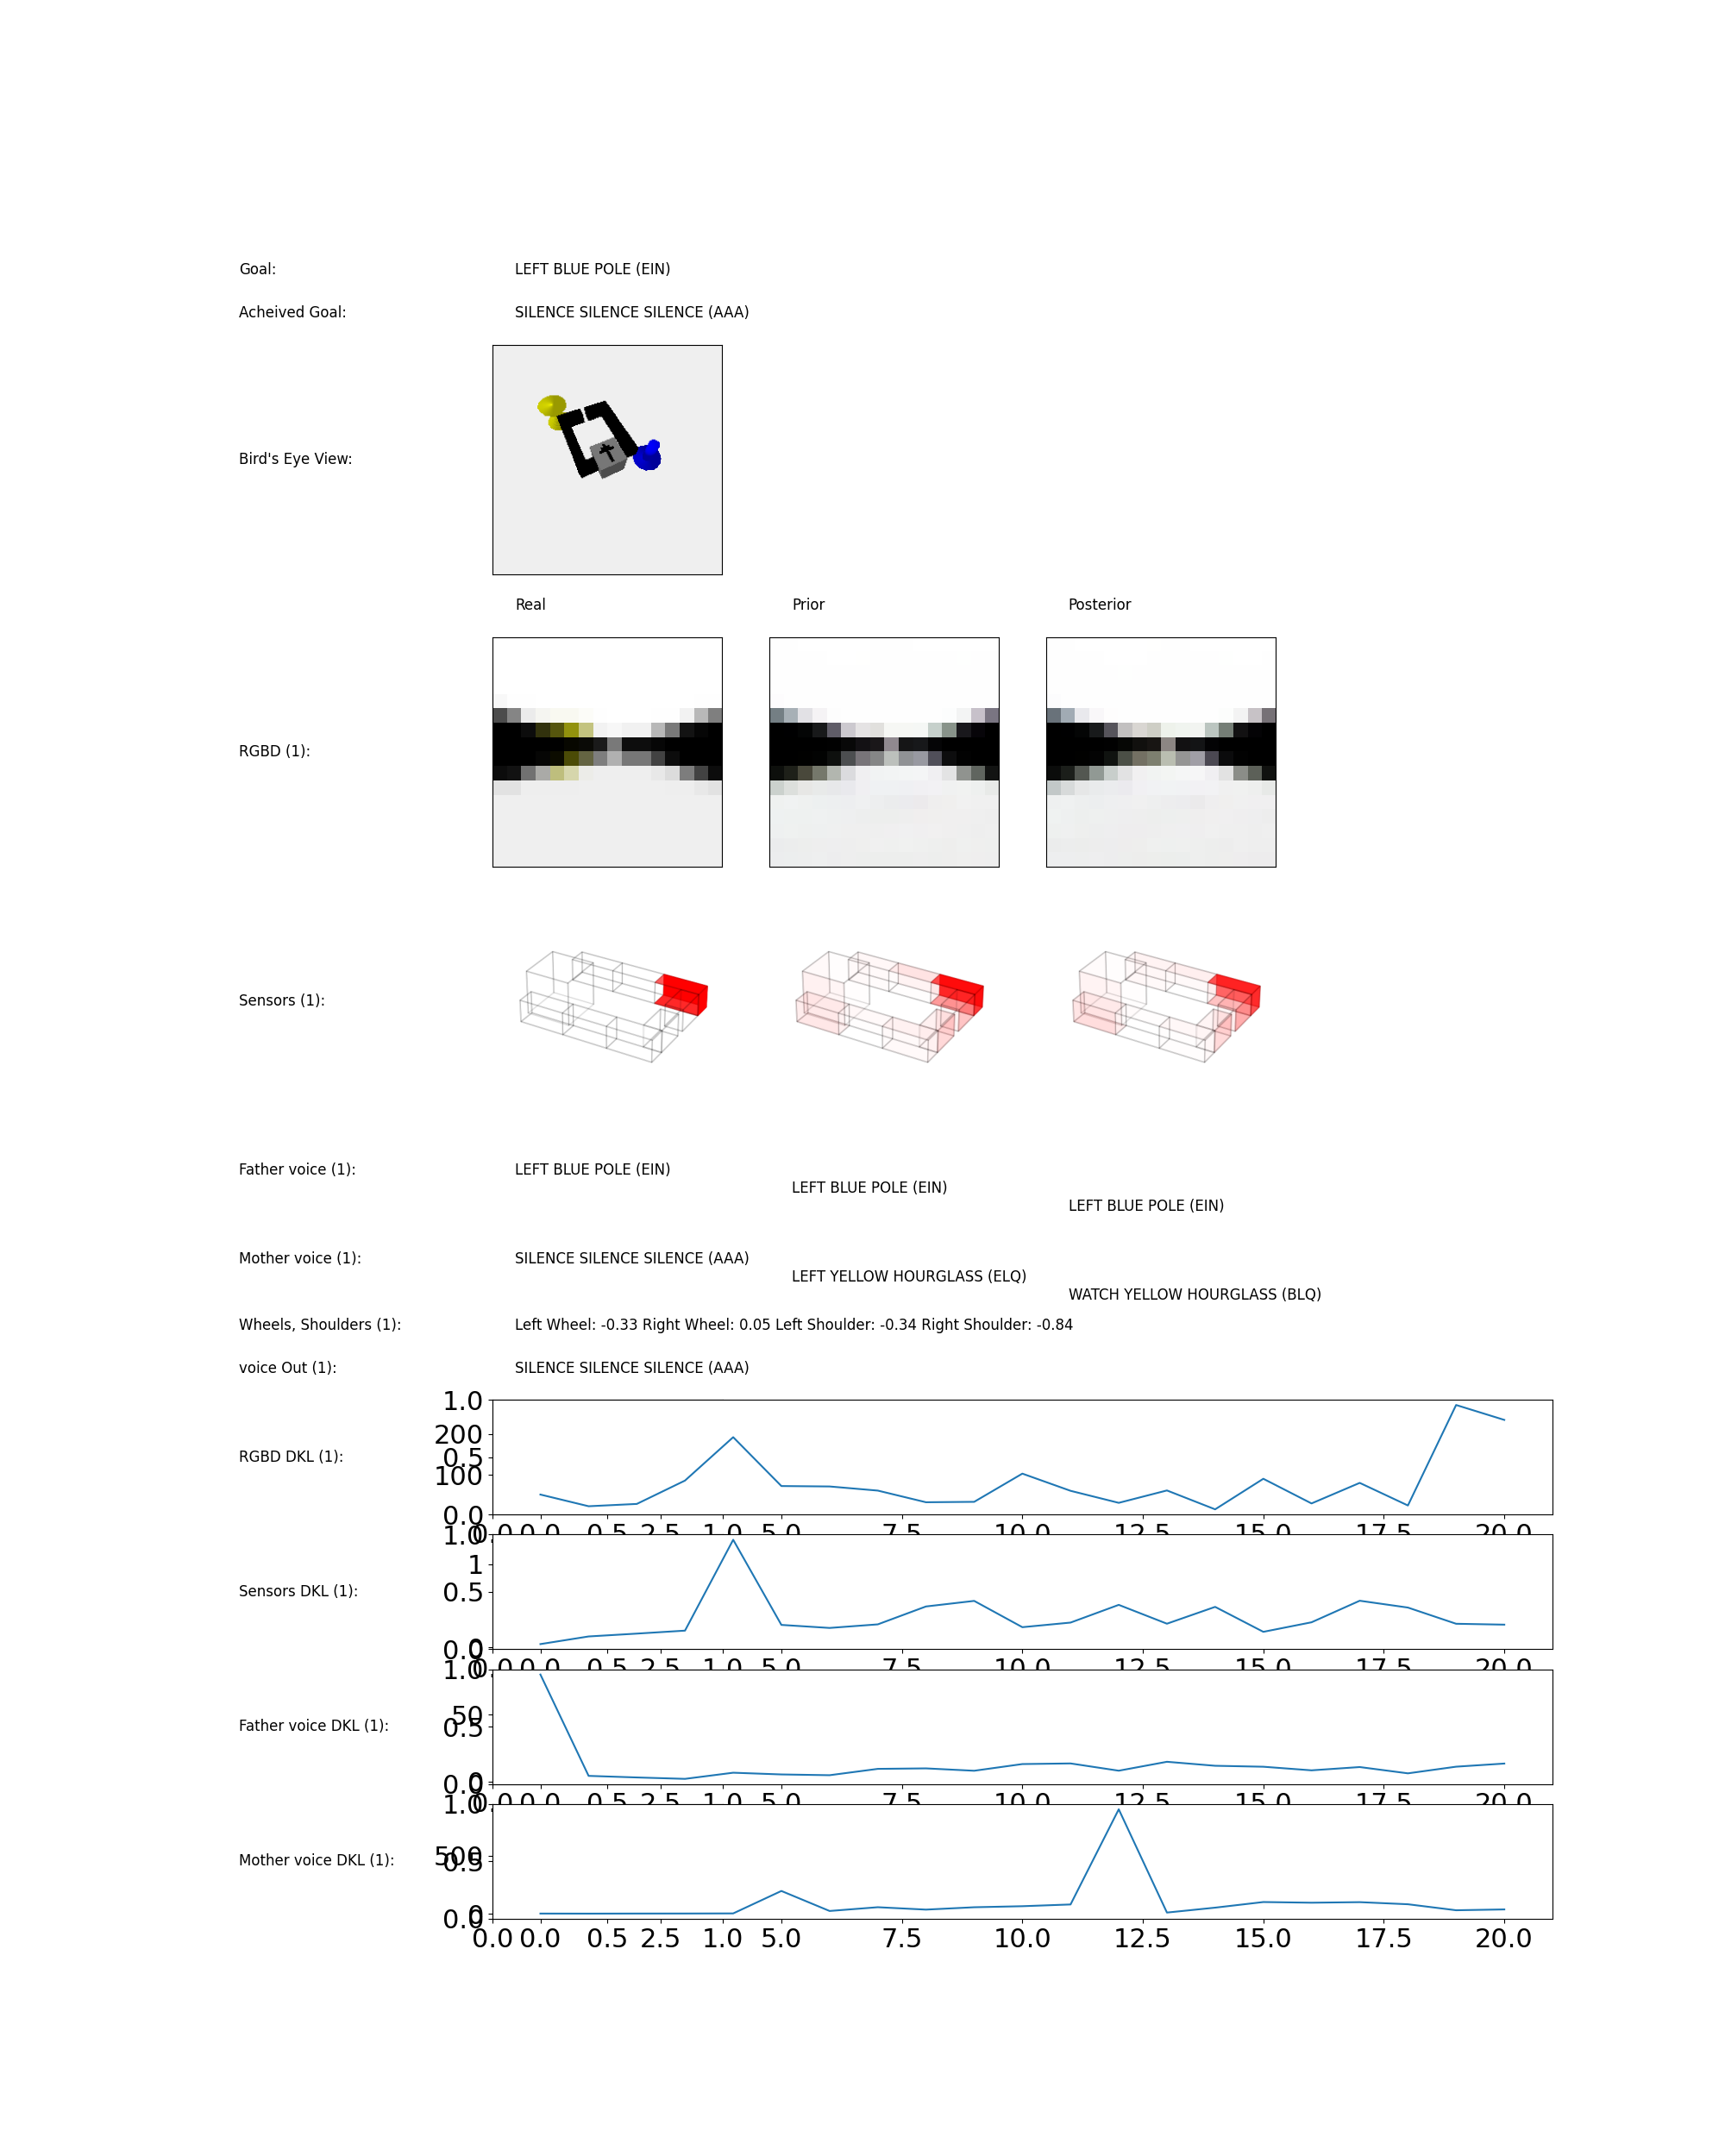 Goal: LEFT BLUE POLE (EIN)
Acheived Goal: SILENCE SILENCE SILENCE (AAA)
Bird's Eye View:
Real Prior Posterior
RGBD (1):
Sensors (1):
Father voice (1): LEFT BLUE POLE (EIN)
LEFT BLUE POLE (EIN)
LEFT BLUE POLE (EIN)
Mother voice (1): SILENCE SILENCE SILENCE (AAA)
LEFT YELLOW HOURGLASS (ELQ)
WATCH YELLOW HOURGLASS (BLQ)
Wheels, Shoulders (1): Left Wheel: -0.33 Right Wheel: 0.05 Left Shoulder: -0.34 Right Shoulder: -0.84
voice Out (1): SILENCE SILENCE SILENCE (AAA)
1.0
200
RGBD DKL (1): 0.5
100
0.0
0.0 0.0 0.5 2.5 1.0 5.0 7.5 10.0 12.5 15.0 17.5 20.0
1.0
1
Sensors DKL (1): 0.5
0
0.0
0.0 0.0 0.5 2.5 1.0 5.0 7.5 10.0 12.5 15.0 17.5 20.0
1.0
50
Father voice DKL (1): 0.5
0
0.0
0.0 0.0 0.5 2.5 1.0 5.0 7.5 10.0 12.5 15.0 17.5 20.0
1.0
500
Mother voice DKL (1): 0.5
0
0.0
0.0 0.0 0.5 2.5 1.0 5.0 7.5 10.0 12.5 15.0 17.5 20.0